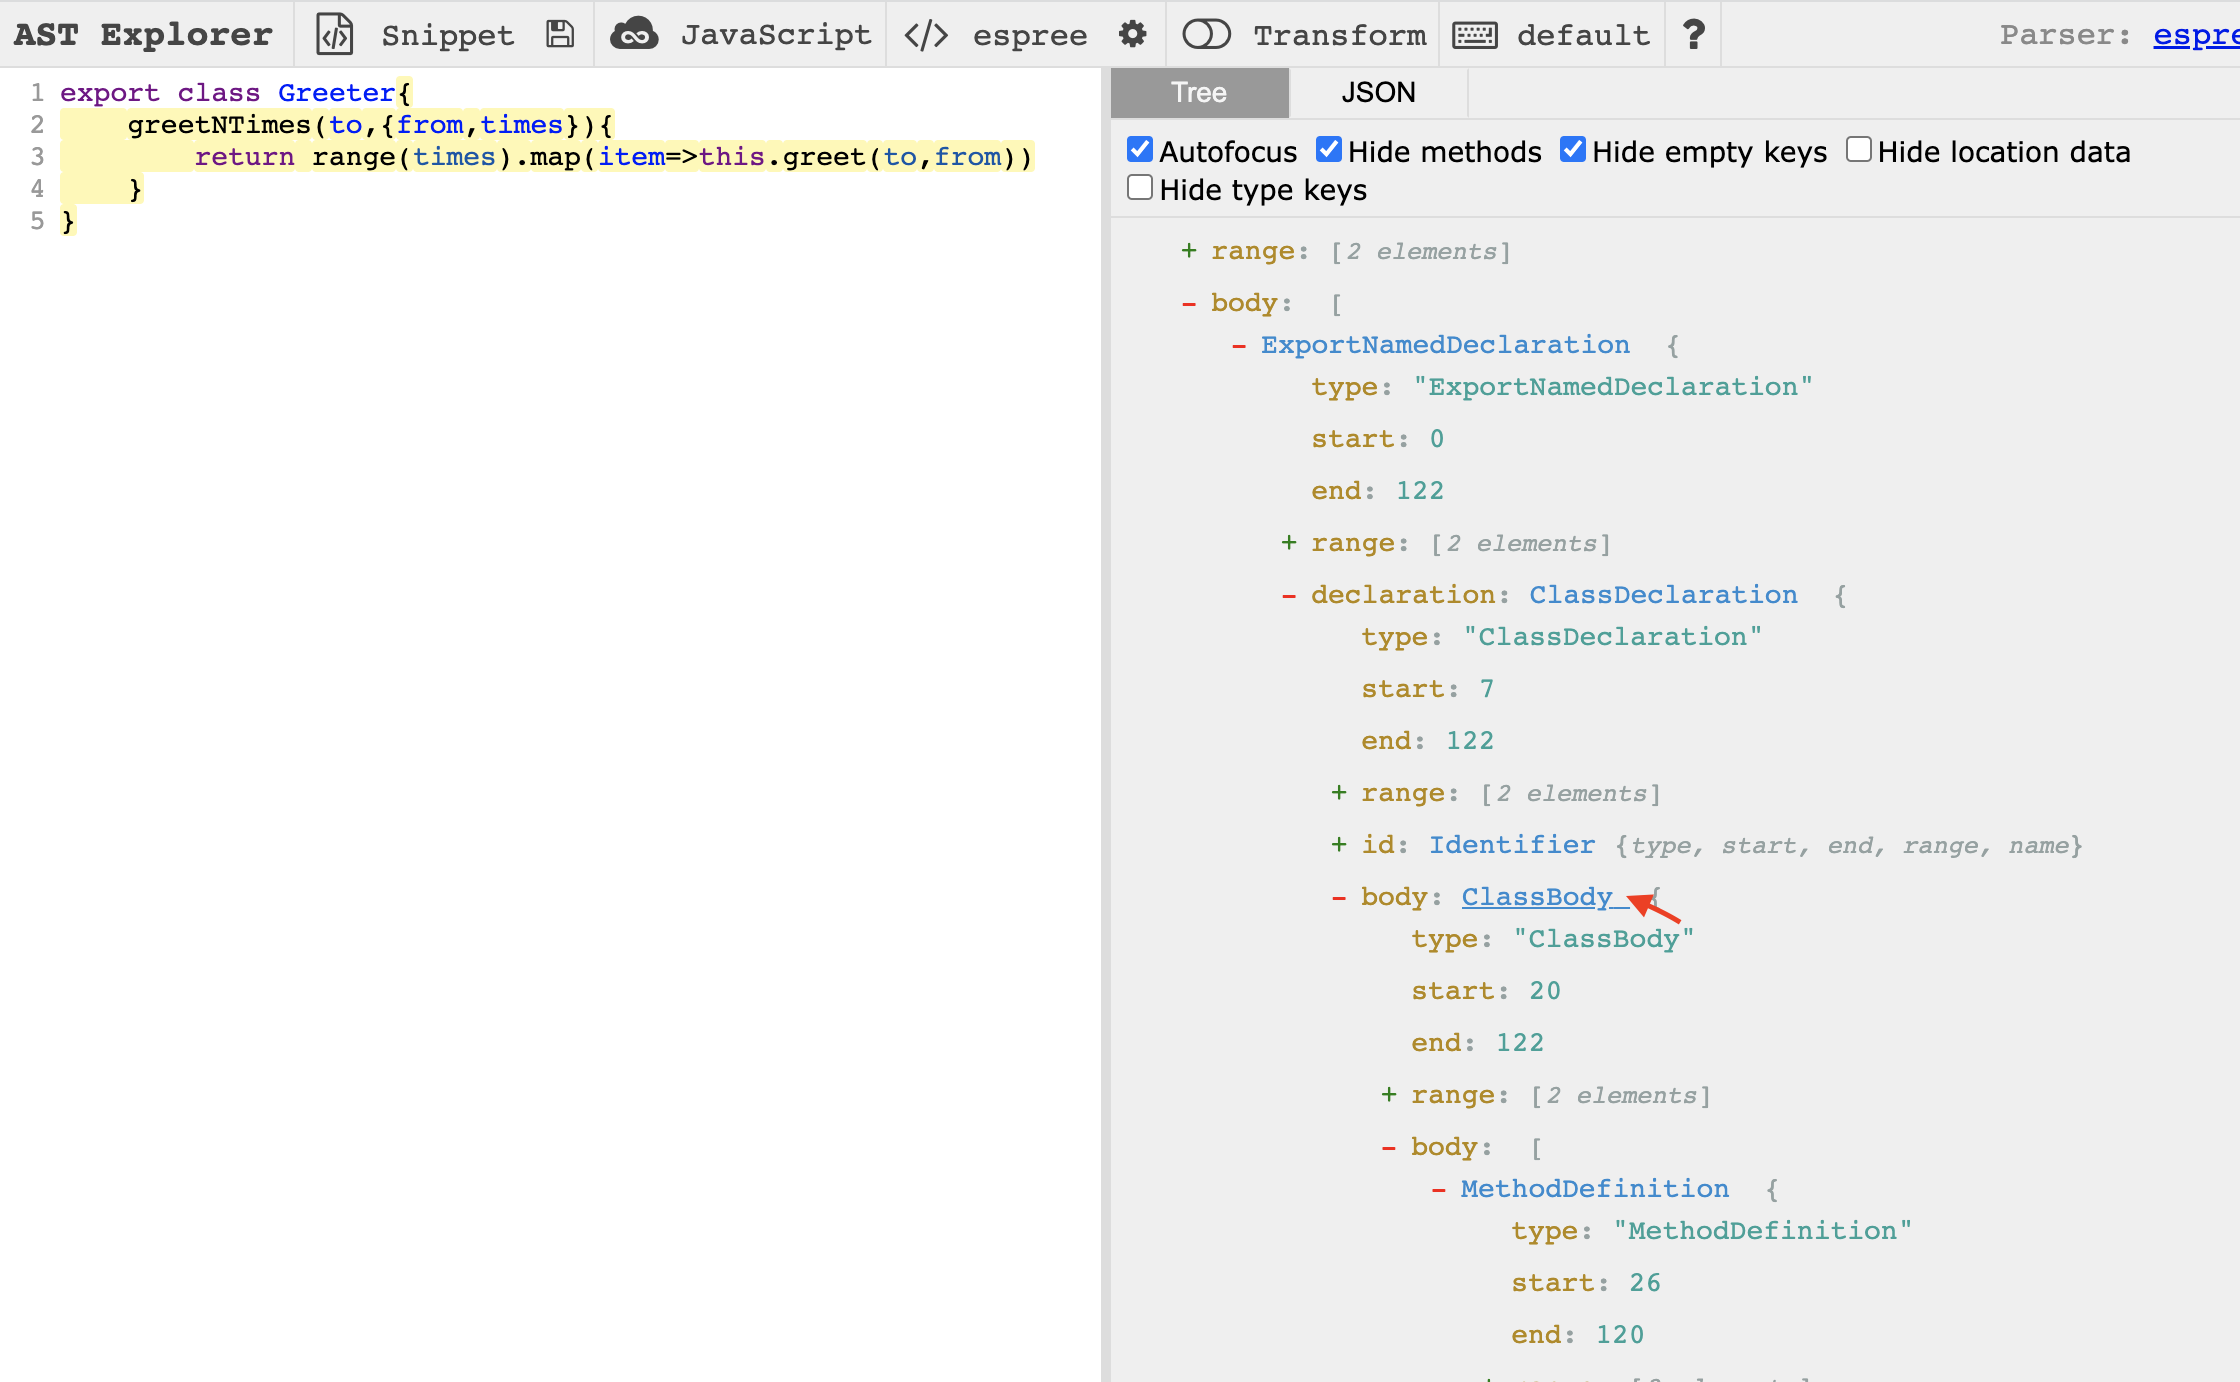 AST Explorer Snippet JavaScript </> espree Transform default ? Parser: espre
1 export class Greeter{
2     greetNTimes(to,{from,times}){
3         return range(times).map(item=>this.greet(to,from))
4     }
5 }
Tree JSON
Autofocus Hide methods Hide empty keys Hide location data
Hide type keys
+ range: [2 elements]
- body: [
- ExportNamedDeclaration {
type: "ExportNamedDeclaration"
start: 0
end: 122
+ range: [2 elements]
- declaration: ClassDeclaration {
type: "ClassDeclaration"
start: 7
end: 122
+ range: [2 elements]
+ id: Identifier {type, start, end, range, name}
- body: ClassBody {
type: "ClassBody"
start: 20
end: 122
+ range: [2 elements]
- body: [
- MethodDefinition {
type: "MethodDefinition"
start: 26
end: 120